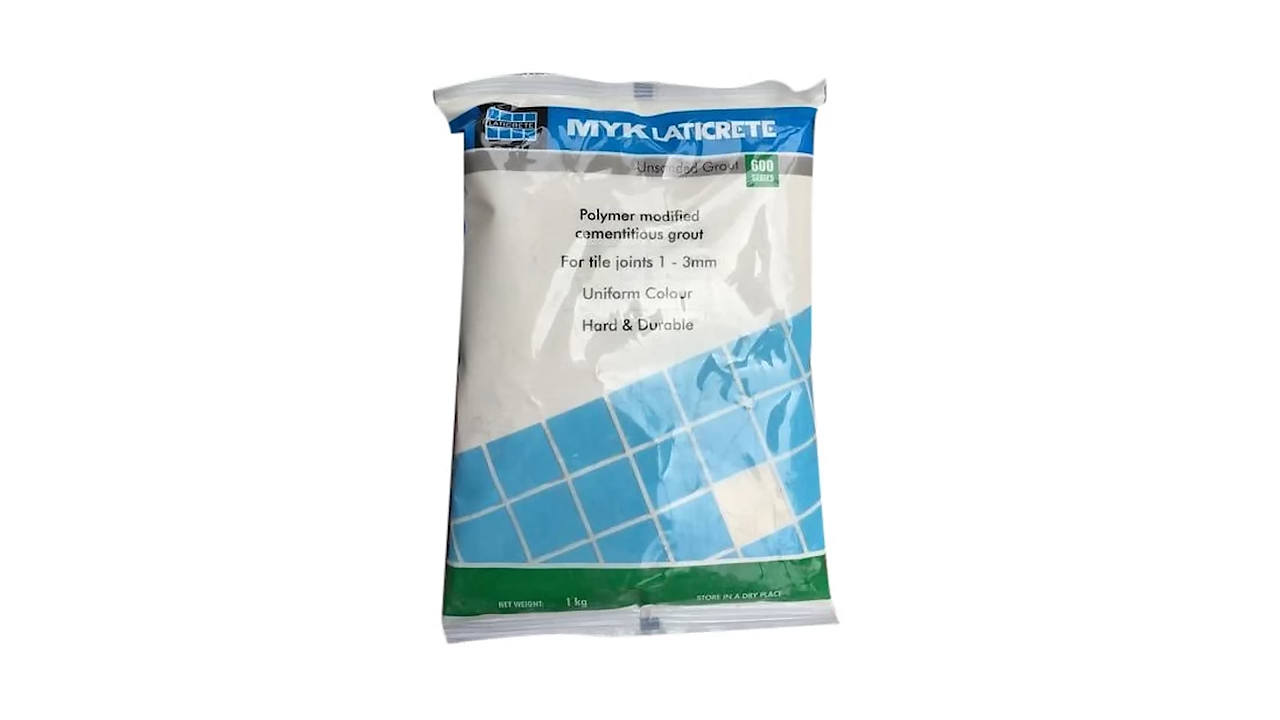 LATICRETE
MYK LATICRETE
Unsanded Grout
600
SERIES
Polymer modified
cementitious grout
For tile joints 1 - 3mm
Uniform Colour
Hard & Durable
NET WEIGHT: 1 kg
STORE IN A DRY PLACE